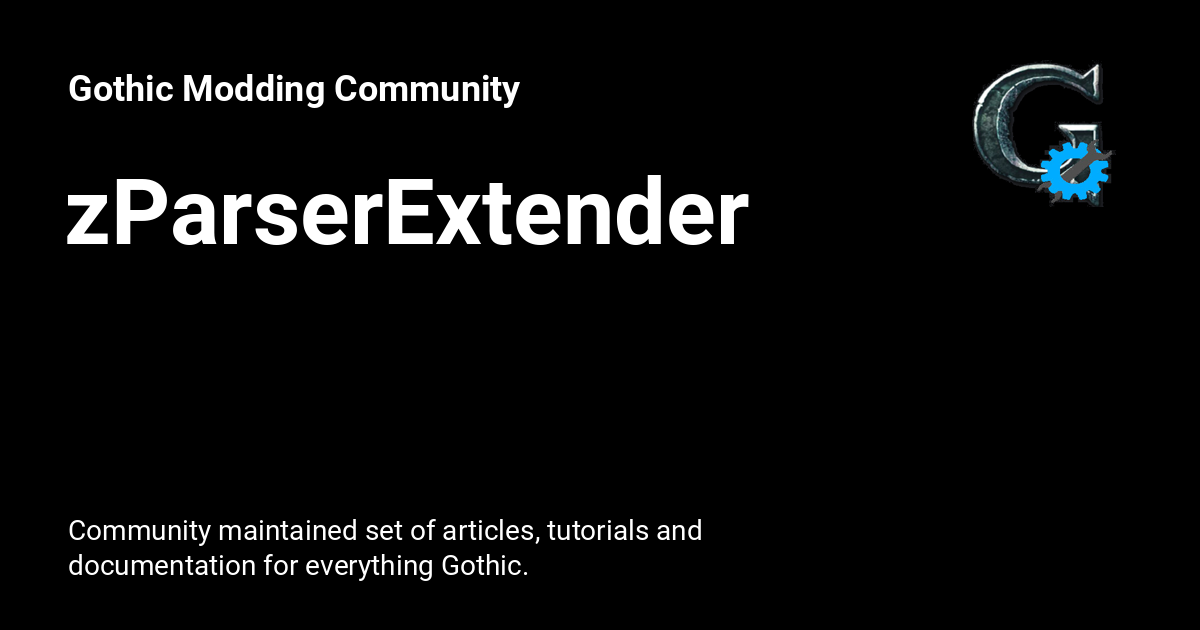 Gothic Modding Community
zParserExtender
Community maintained set of articles, tutorials and
documentation for everything Gothic.
G